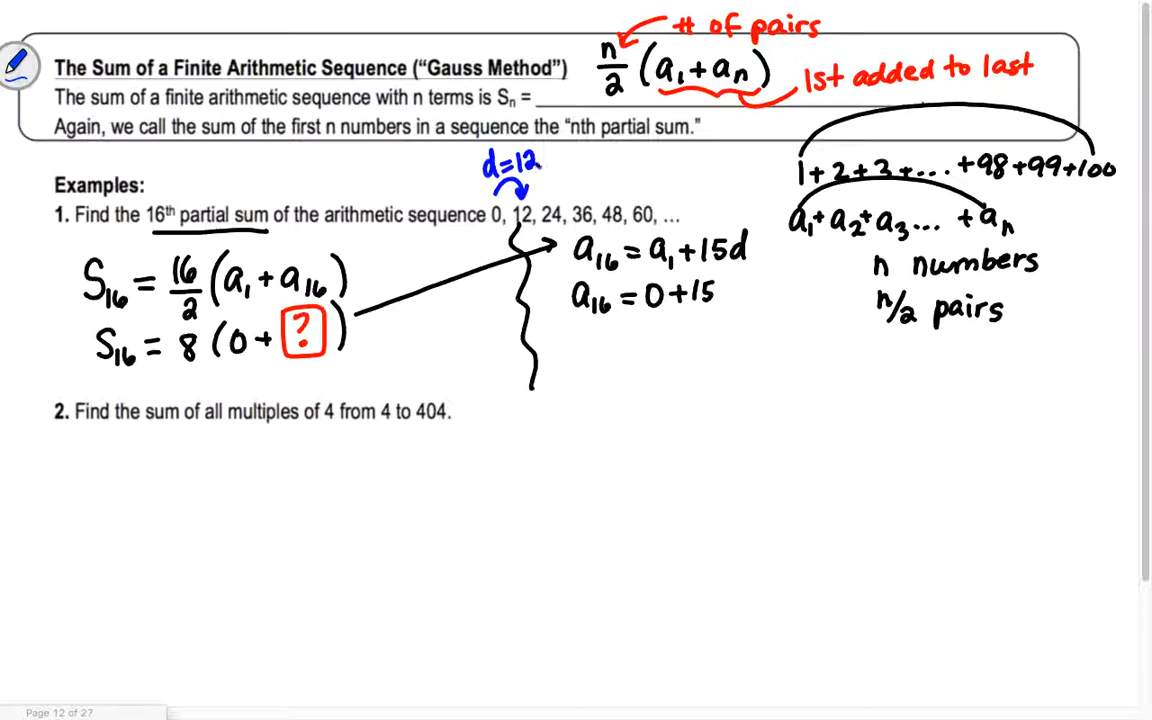 # of pairs
The Sum of a Finite Arithmetic Sequence ("Gauss Method")
n/2 (a₁+aₙ)
1st added to last
The sum of a finite arithmetic sequence with n terms is Sₙ = ____
Again, we call the sum of the first n numbers in a sequence the "nth partial sum."
d=12
1+2+3+... +98+99+100
Examples:
1. Find the 16th partial sum of the arithmetic sequence 0, 12, 24, 36, 48, 60, ...
a₁+a₂+a₃... +aₙ
S₁₆ = 16/2 (a₁+a₁₆)
a₁₆ = a₁+15d
n numbers
S₁₆ = 8 (0+ ? )
a₁₆ = 0+15
n/2 pairs
2. Find the sum of all multiples of 4 from 4 to 404.
Page 12 of 27